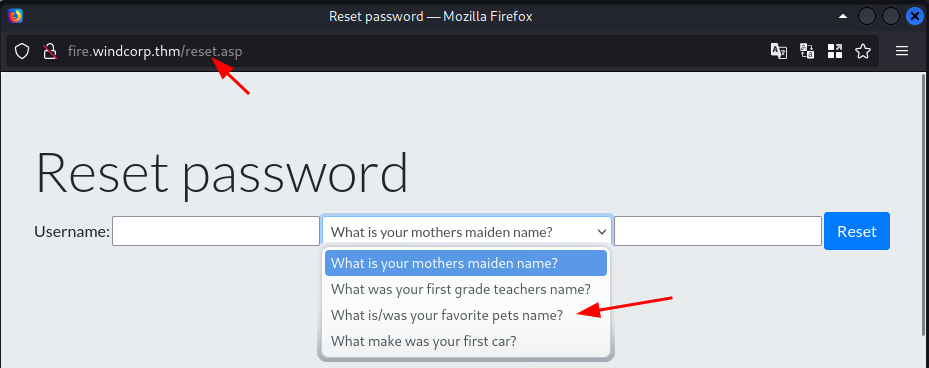 Reset password — Mozilla Firefox
fire.windcorp.thm/reset.asp
Reset password
Username: What is your mothers maiden name? Reset
What is your mothers maiden name?
What was your first grade teachers name?
What is/was your favorite pets name?
What make was your first car?